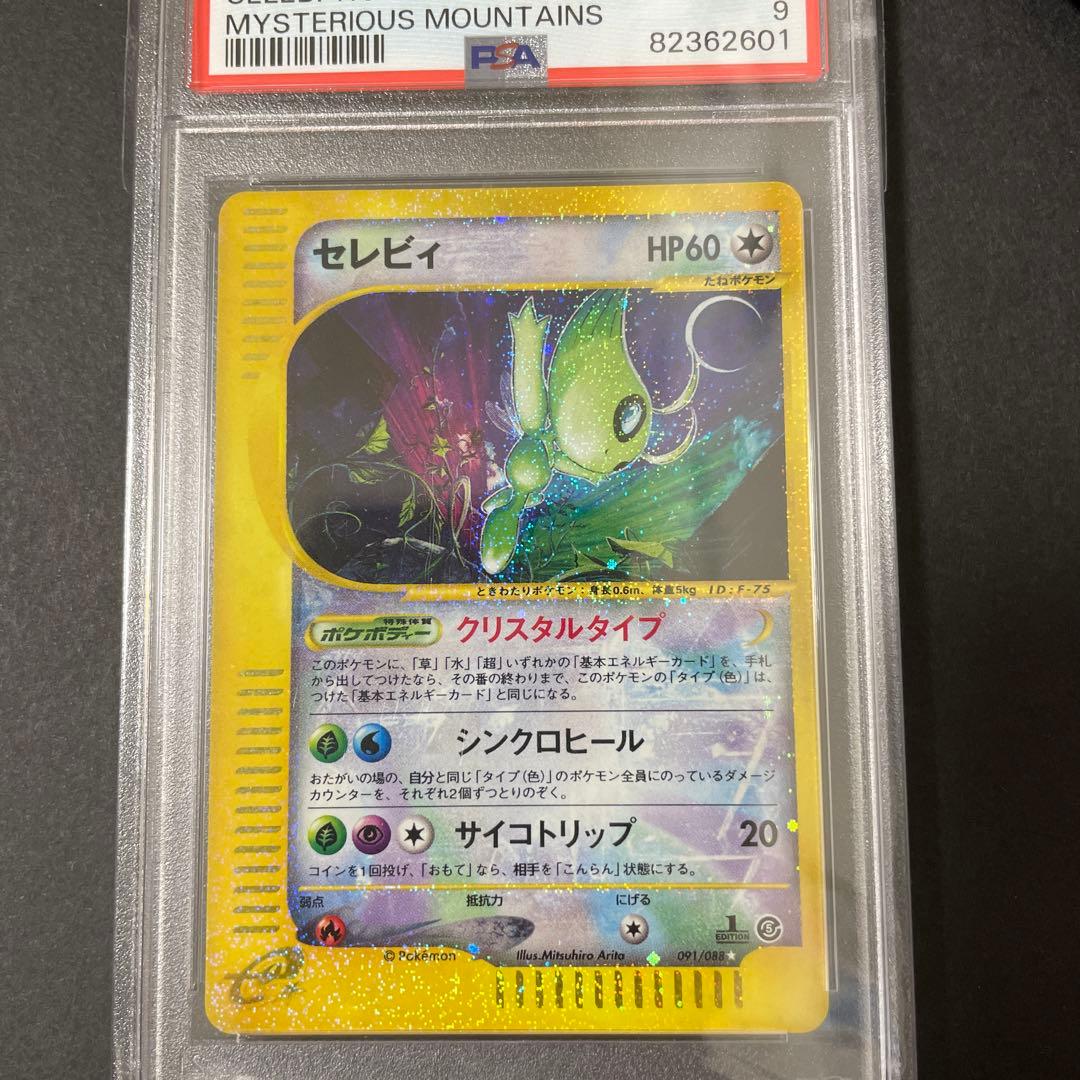 MYSTERIOUS MOUNTAINS 9
PSA 82362601
セレビィ HP60
たねポケモン
ときわたりポケモン：身長0.6m、体重5kg ID：F-75
特殊体質
ポケボディー クリスタルタイプ
このポケモンに、「草」「水」「超」いずれかの「基本エネルギーカード」を、手札
から出してつけたなら、その番の終わりまで、このポケモンの「タイプ（色）」は、
つけた「基本エネルギーカード」と同じになる。
シンクロヒール
おたがいの場の、自分と同じ「タイプ（色）」のポケモン全員にのっているダメージ
カウンターを、それぞれ2個ずつとりのぞく。
サイコトリップ 20
コインを1回投げ、「おもて」なら、相手を「こんらん」状態にする。
弱点 抵抗力 にげる
1
EDITION
©Pokémon Illus.Mitsuhiro Arita 091/088★